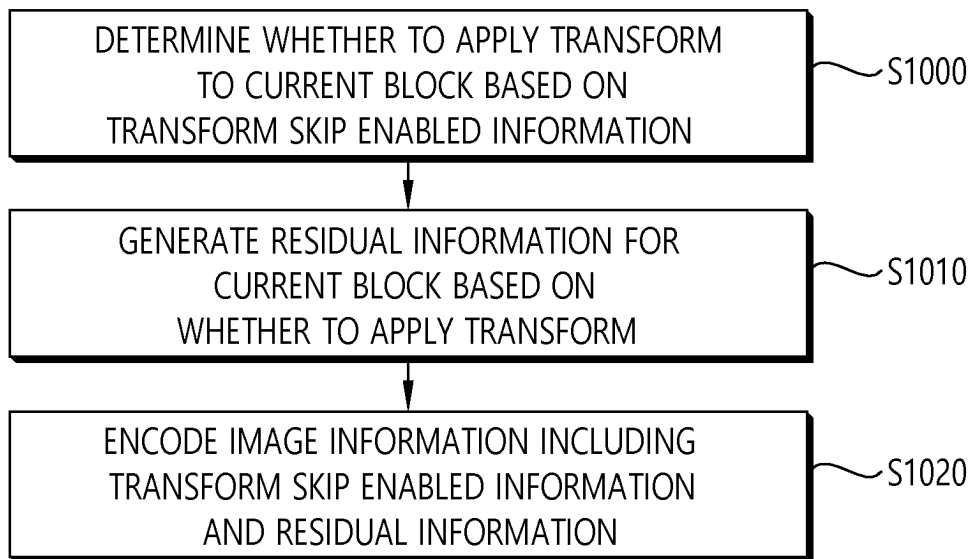 DETERMINE WHETHER TO APPLY TRANSFORM
TO CURRENT BLOCK BASED ON
TRANSFORM SKIP ENABLED INFORMATION
S1000
GENERATE RESIDUAL INFORMATION FOR
CURRENT BLOCK BASED ON
WHETHER TO APPLY TRANSFORM
S1010
ENCODE IMAGE INFORMATION INCLUDING
TRANSFORM SKIP ENABLED INFORMATION
AND RESIDUAL INFORMATION
S1020